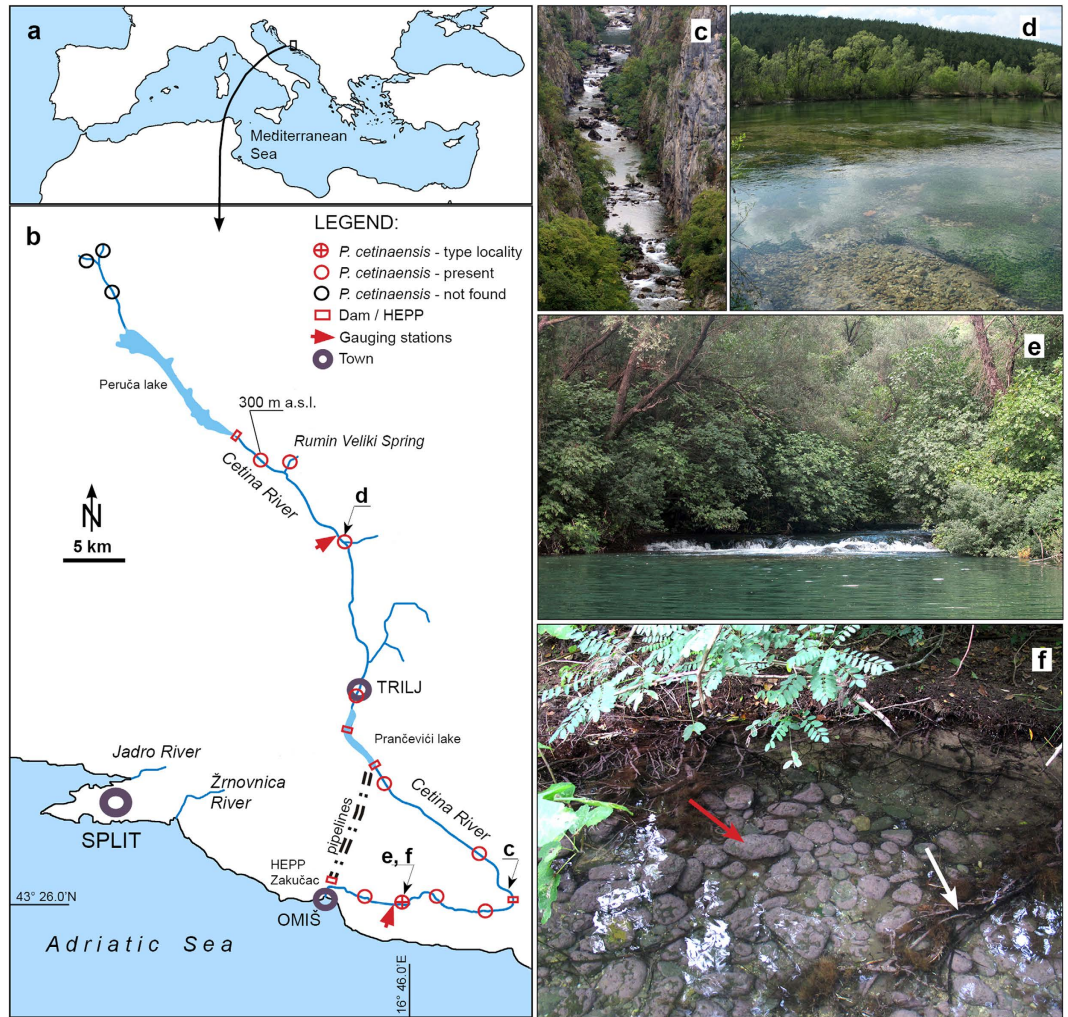 a
Mediterranean
Sea
b
LEGEND:
P. cetinaensis - type locality
P. cetinaensis - present
P. cetinaensis - not found
Dam / HEPP
Gauging stations
Town
Peruča lake
300 m a.s.l.
Rumin Veliki Spring
Cetina River
d
N
5 km
TRILJ
Prančevići lake
Jadro River
Žrnovnica
River
SPLIT
pipelines
Cetina River
HEPP
Zakučac
e, f
c
43° 26.0'N
OMIŠ
Adriatic Sea
16° 46.0'E
c
d
e
f